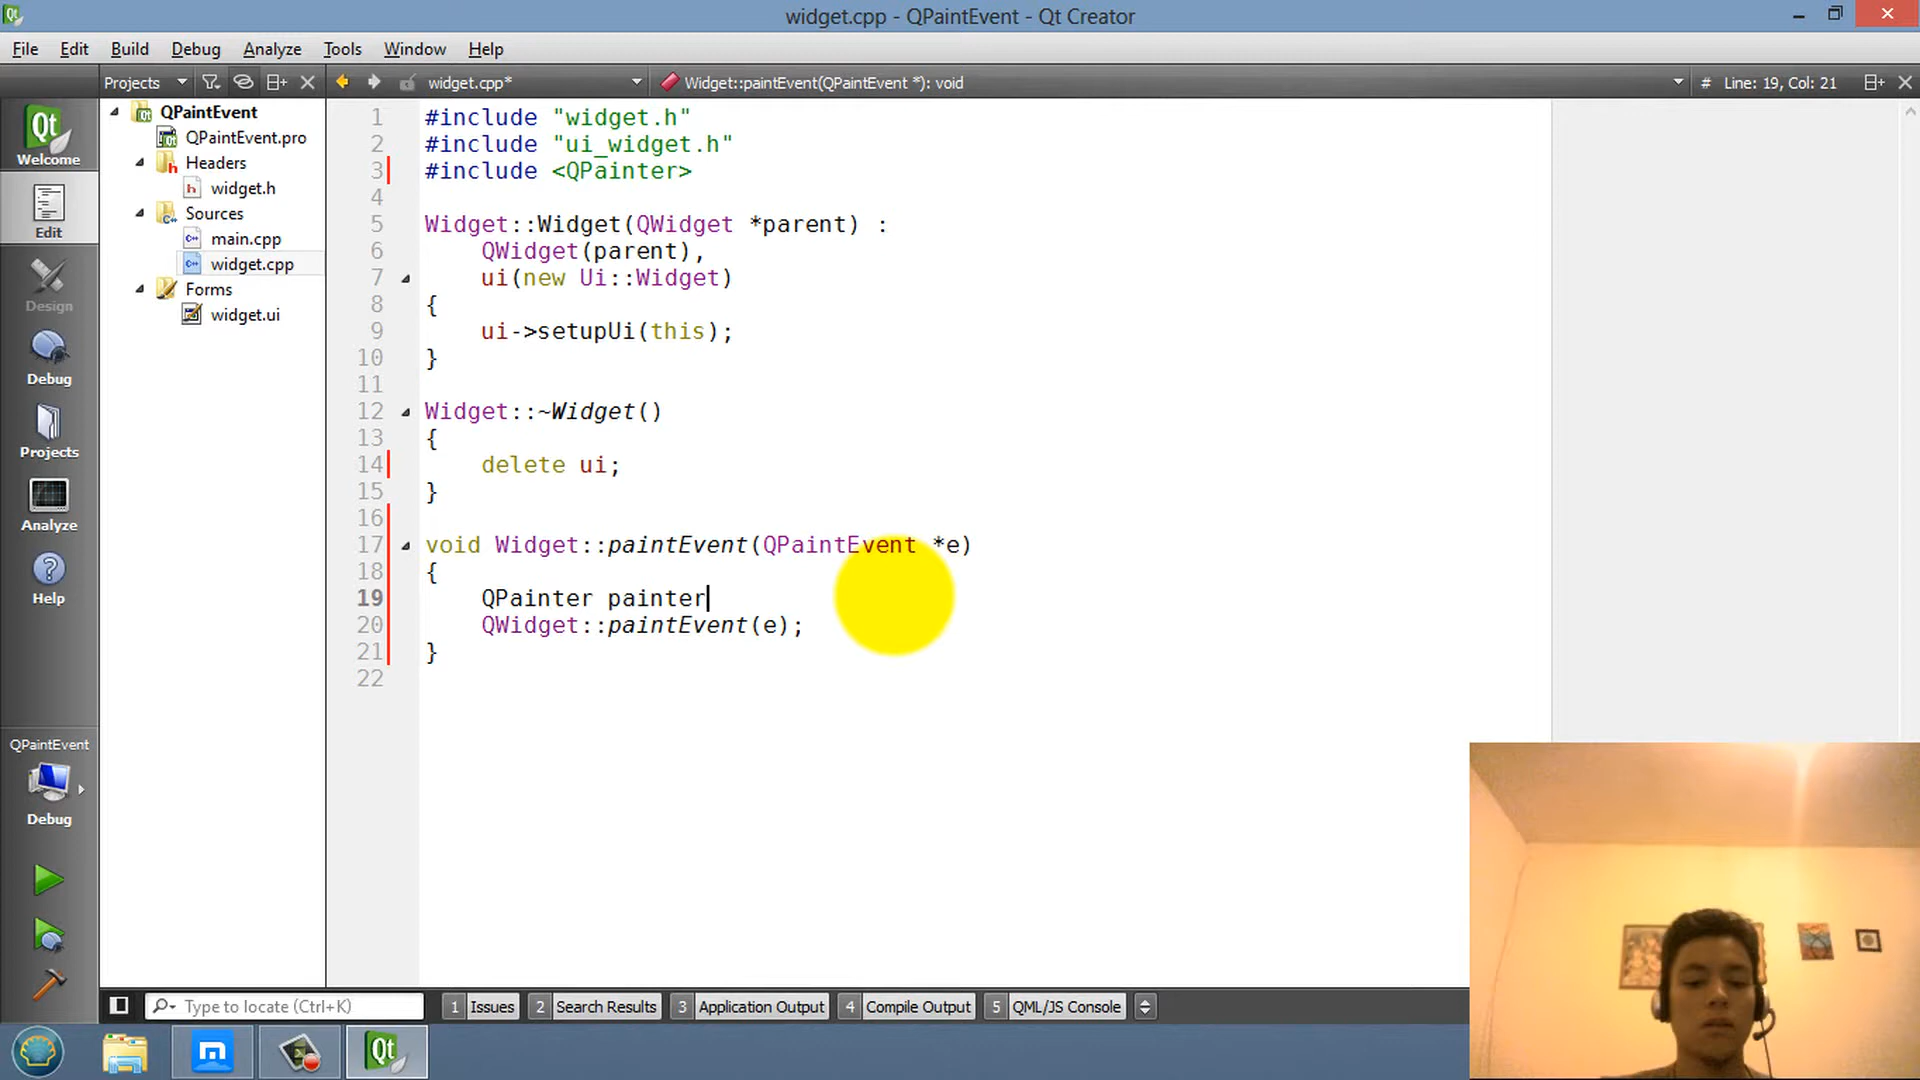 widget.cpp - QPaintEvent - Qt Creator
File Edit Build Debug Analyze Tools Window Help
Projects widget.cpp* Widget::paintEvent(QPaintEvent *): void # Line: 19, Col: 21
Qt
Welcome
Edit
Design
Debug
Projects
Analyze
Help
QPaintEvent
Debug
QPaintEvent
QPaintEvent.pro
Headers
widget.h
Sources
main.cpp
widget.cpp
Forms
widget.ui
1 #include "widget.h"
2 #include "ui_widget.h"
3 #include <QPainter>
4
5 Widget::Widget(QWidget *parent) :
6     QWidget(parent),
7     ui(new Ui::Widget)
8 {
9     ui->setupUi(this);
10 }
11
12 Widget::~Widget()
13 {
14     delete ui;
15 }
16
17 void Widget::paintEvent(QPaintEvent *e)
18 {
19     QPainter painter
20     QWidget::paintEvent(e);
21 }
22
Type to locate (Ctrl+K) 1 Issues 2 Search Results 3 Application Output 4 Compile Output 5 QML/JS Console
Qt